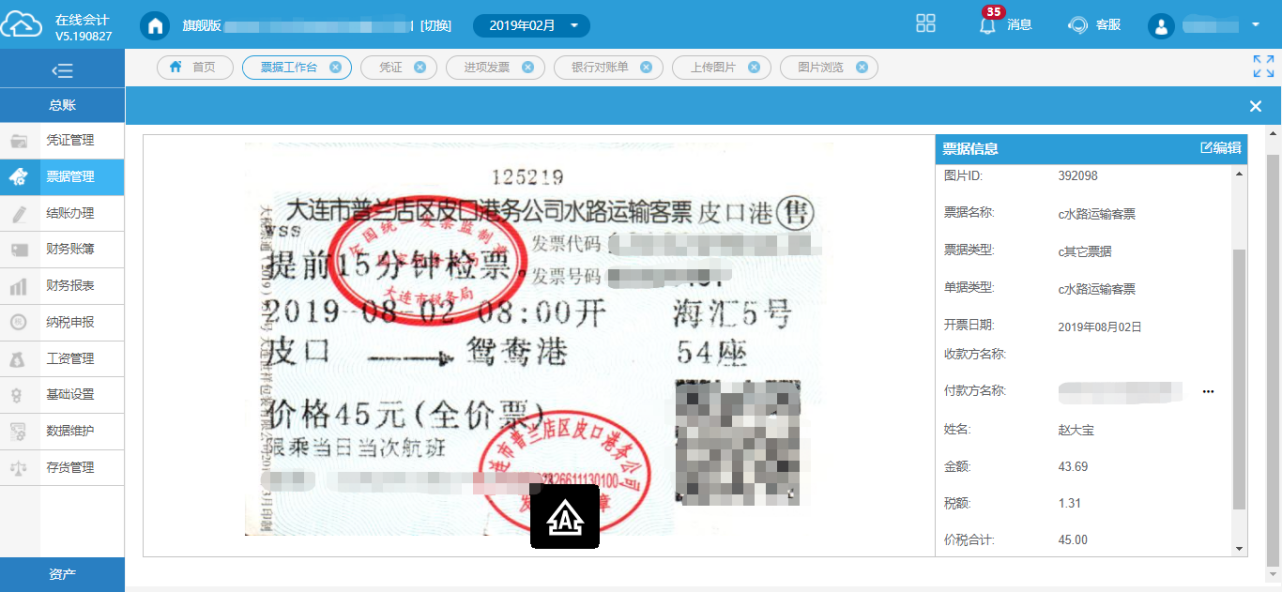 在线会计
V5.190827
旗舰版
[切换]
2019年02月
35
消息
客服
首页
票据工作台
凭证
进项发票
银行对账单
上传图片
图片浏览
总账
凭证管理
票据管理
结账办理
财务账簿
财务报表
纳税申报
工资管理
基础设置
数据维护
存货管理
资产
125219
大连市普兰店区皮口港务公司水路运输客票 皮口港(售)
wss
发票代码
提前15分钟检票。
发票号码
全国统一发票监制章
大连市税务局
2019-08-02 08:00开
海汇5号
皮口
鸳鸯港
54座
价格45元(全价票)
限乘当日当次航班
连市普兰店区皮口港务公司
26611130100
A
票据信息
编辑
图片ID:
392098
票据名称:
c水路运输客票
票据类型:
c其它票据
单据类型:
c水路运输客票
开票日期:
2019年08月02日
收款方名称:
付款方名称:
...
姓名:
赵大宝
金额:
43.69
税额:
1.31
价税合计:
45.00